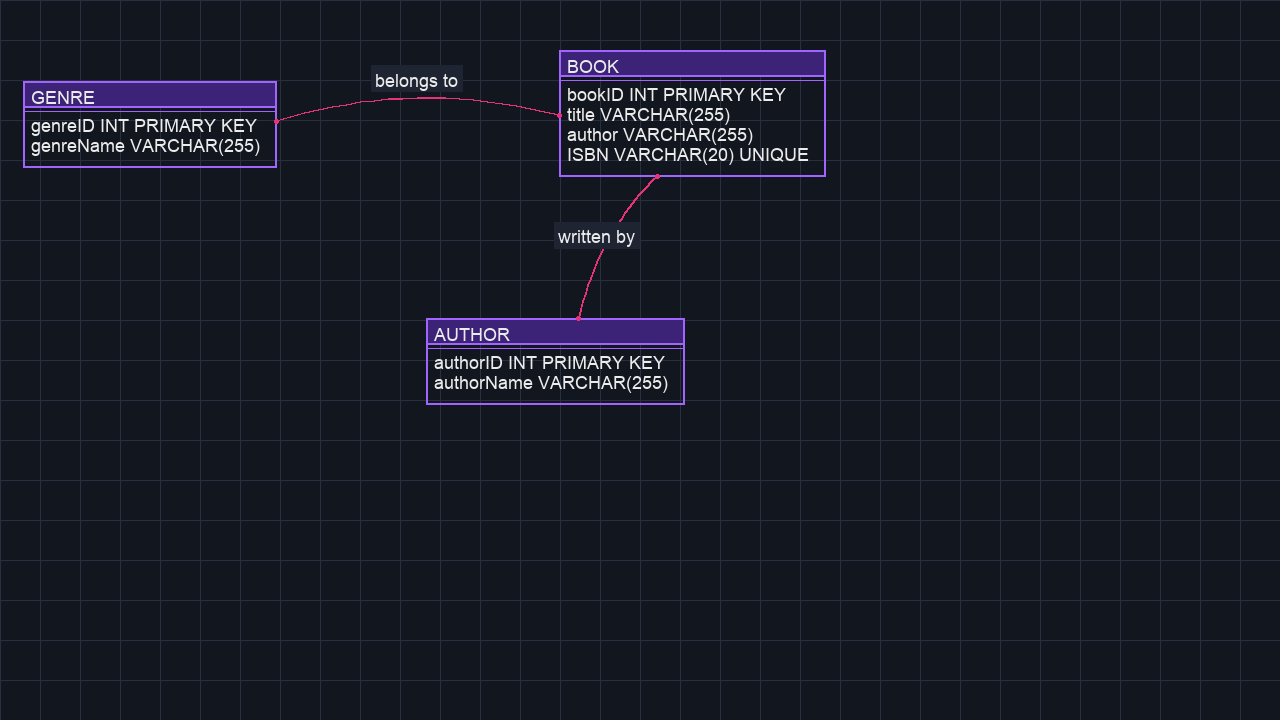 GENRE
genreID INT PRIMARY KEY
genreName VARCHAR(255)
belongs to
BOOK
bookID INT PRIMARY KEY
title VARCHAR(255)
author VARCHAR(255)
ISBN VARCHAR(20) UNIQUE
written by
AUTHOR
authorID INT PRIMARY KEY
authorName VARCHAR(255)